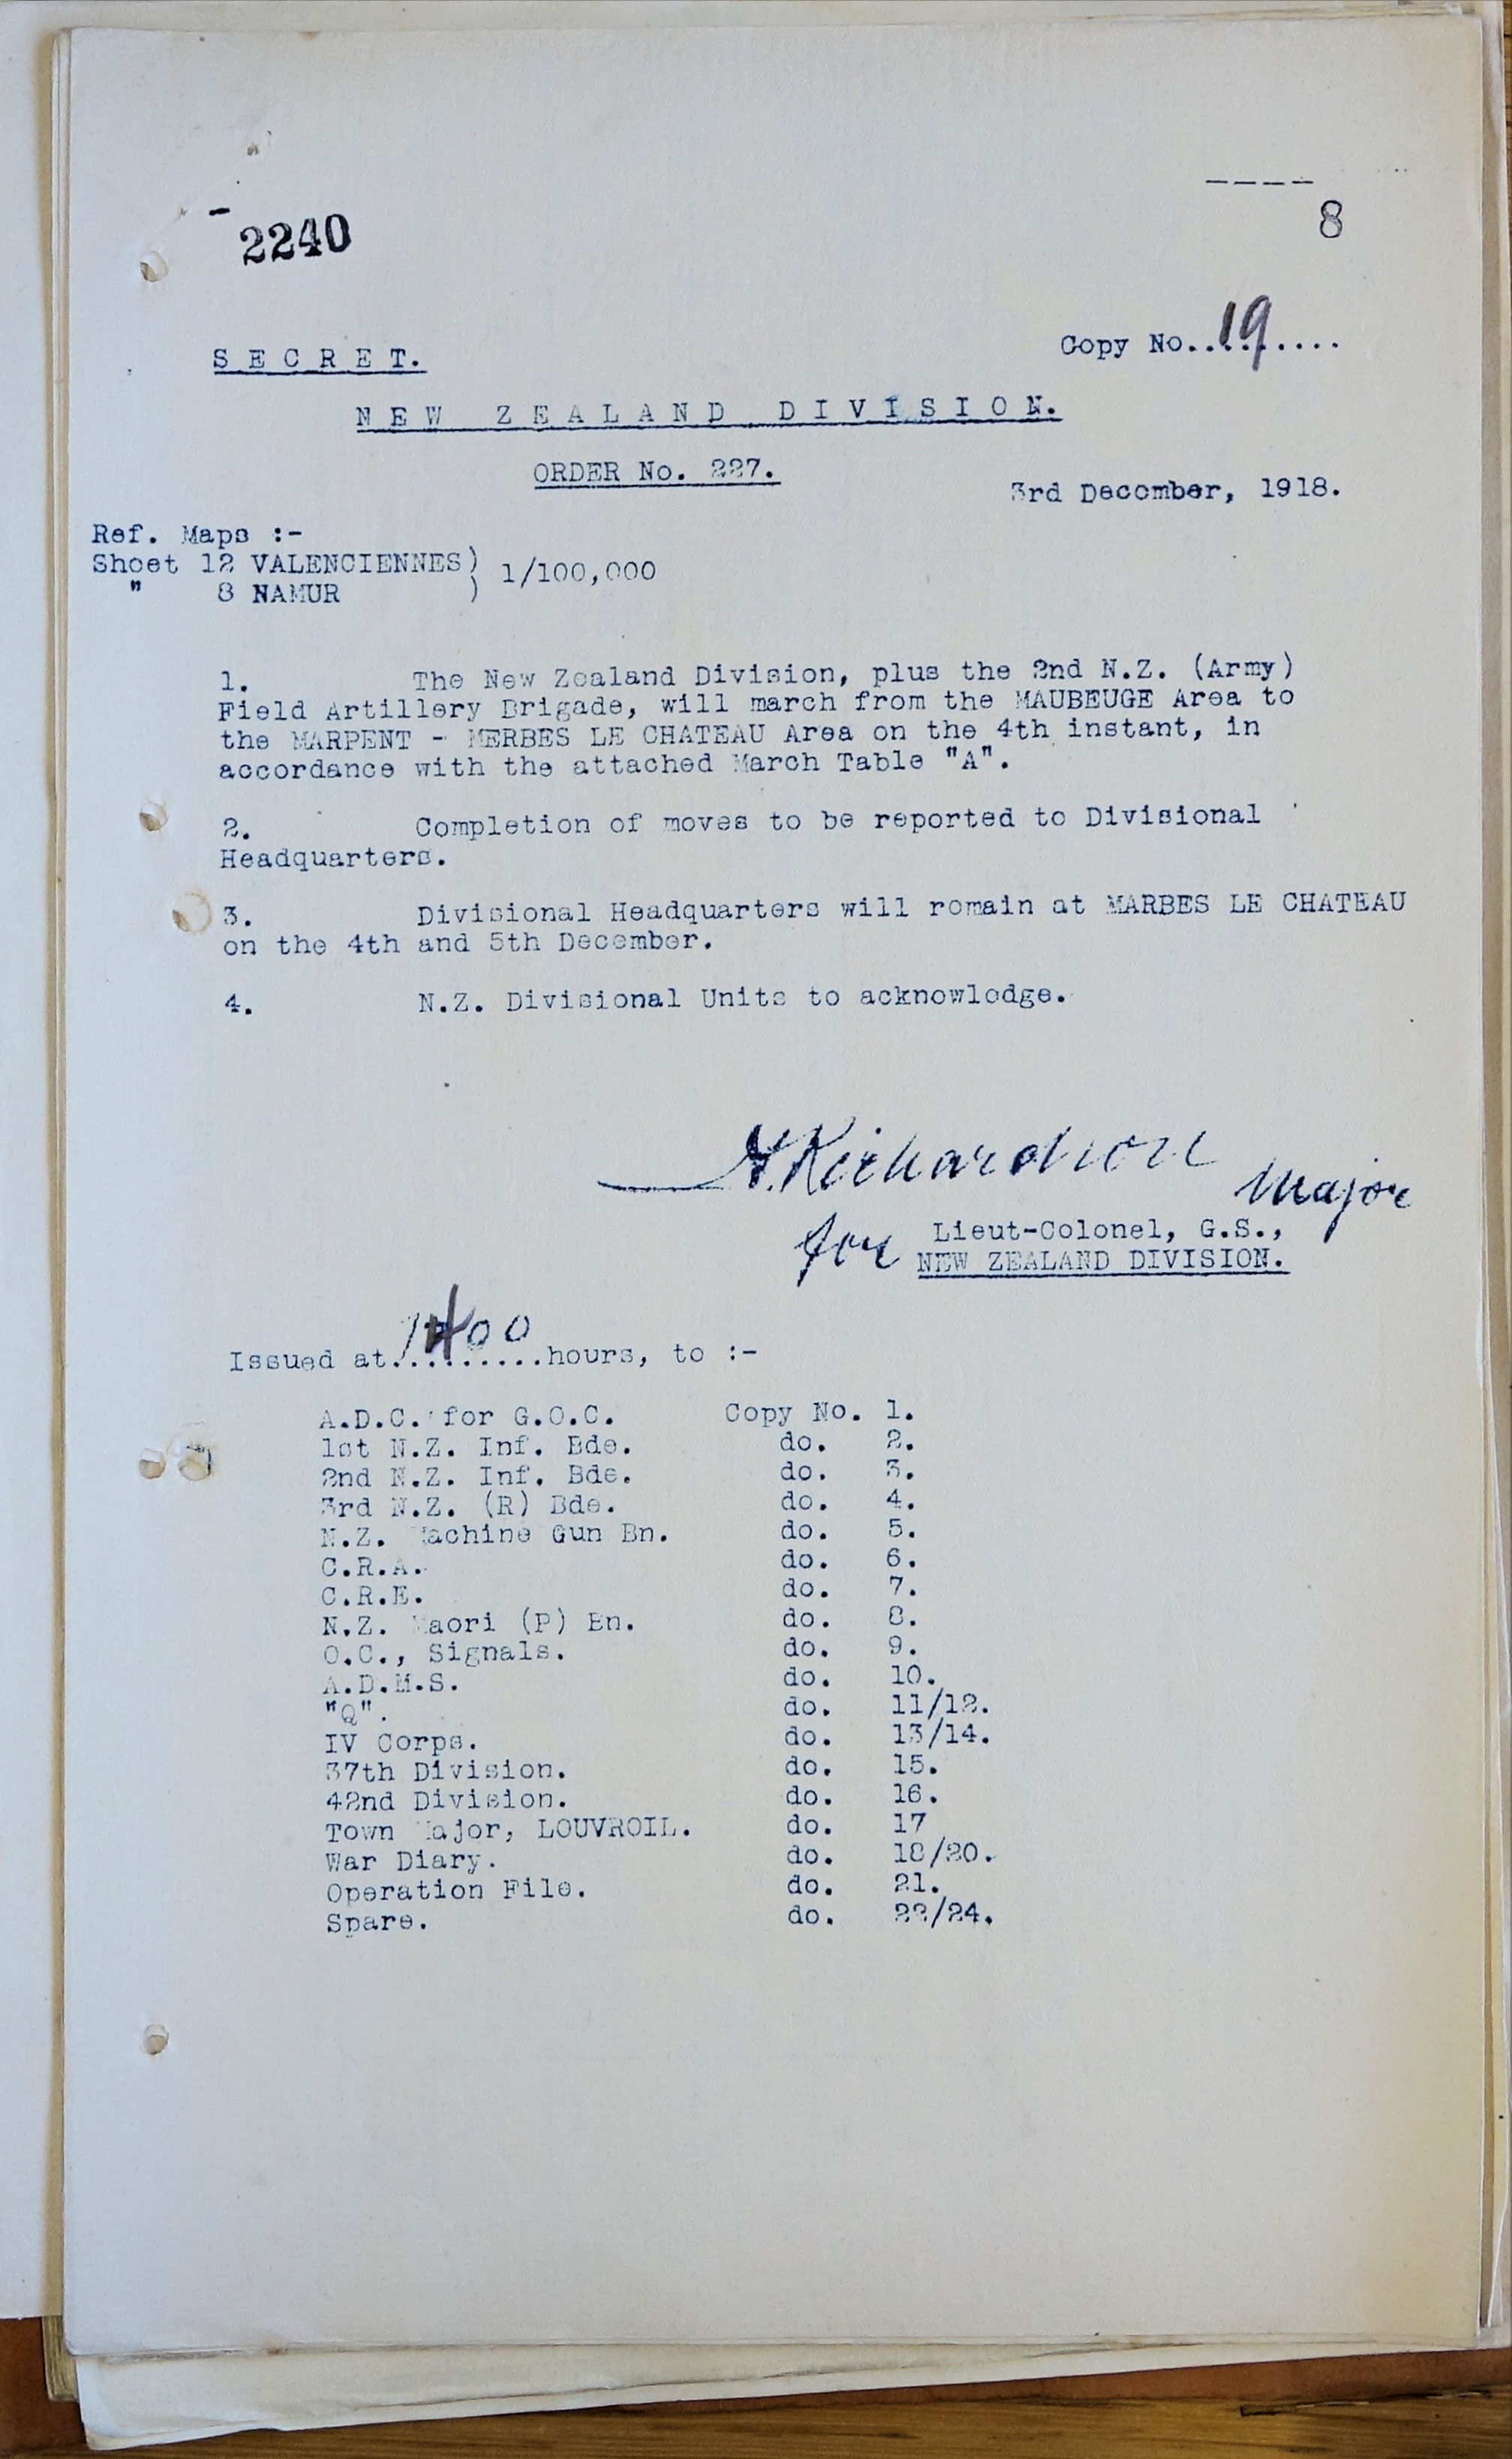 2240
8
Copy No...19......
S E C R E T.
N E W   Z E A L A N D   D I V I S I O N.
ORDER No. 227.
3rd December, 1918.
Ref. Maps :-
Sheet 12 VALENCIENNES)
" 8 NAMUR ) 1/100,000
1. The New Zealand Division, plus the 2nd N.Z. (Army)
Field Artillery Brigade, will march from the MAUBEUGE Area to
the MARPENT - MERBES LE CHATEAU Area on the 4th instant, in
accordance with the attached March Table "A".
2. Completion of moves to be reported to Divisional
Headquarters.
3. Divisional Headquarters will remain at MARBES LE CHATEAU
on the 4th and 5th December.
4. N.Z. Divisional Units to acknowledge.
Richardson Major
for Lieut-Colonel, G.S.,
NEW ZEALAND DIVISION.
Issued at 1400 hours, to :-
A.D.C. for G.O.C. Copy No. 1.
1st N.Z. Inf. Bde. do. 2.
2nd N.Z. Inf. Bde. do. 3.
3rd N.Z. (R) Bde. do. 4.
N.Z. Machine Gun Bn. do. 5.
C.R.A. do. 6.
C.R.E. do. 7.
N.Z. Maori (P) Bn. do. 8.
O.C., Signals. do. 9.
A.D.M.S. do. 10.
"Q". do. 11/12.
IV Corps. do. 13/14.
37th Division. do. 15.
42nd Division. do. 16.
Town Major, LOUVROIL. do. 17
War Diary. do. 18/20.
Operation File. do. 21.
Spare. do. 22/24.